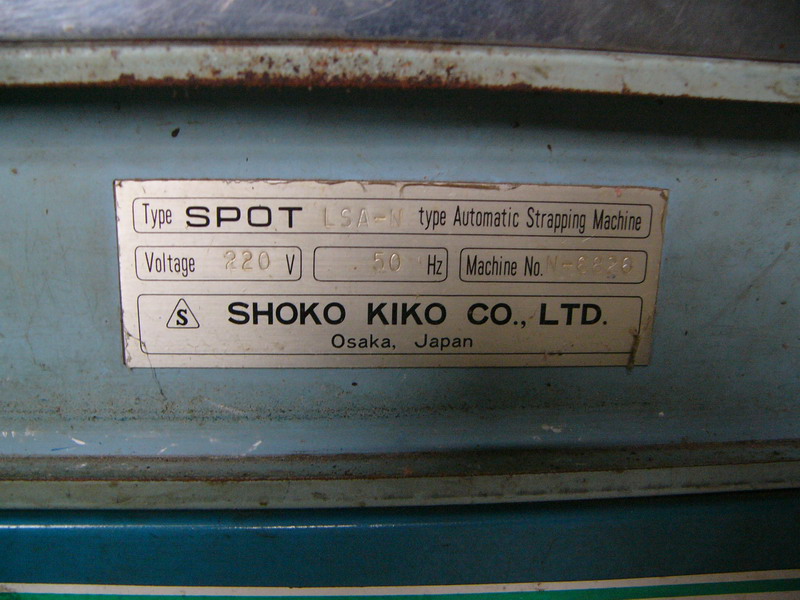 Type SPOT LSA-N type Automatic Strapping Machine
Voltage 220 V 50 Hz Machine No.
S SHOKO KIKO CO., LTD.
Osaka, Japan